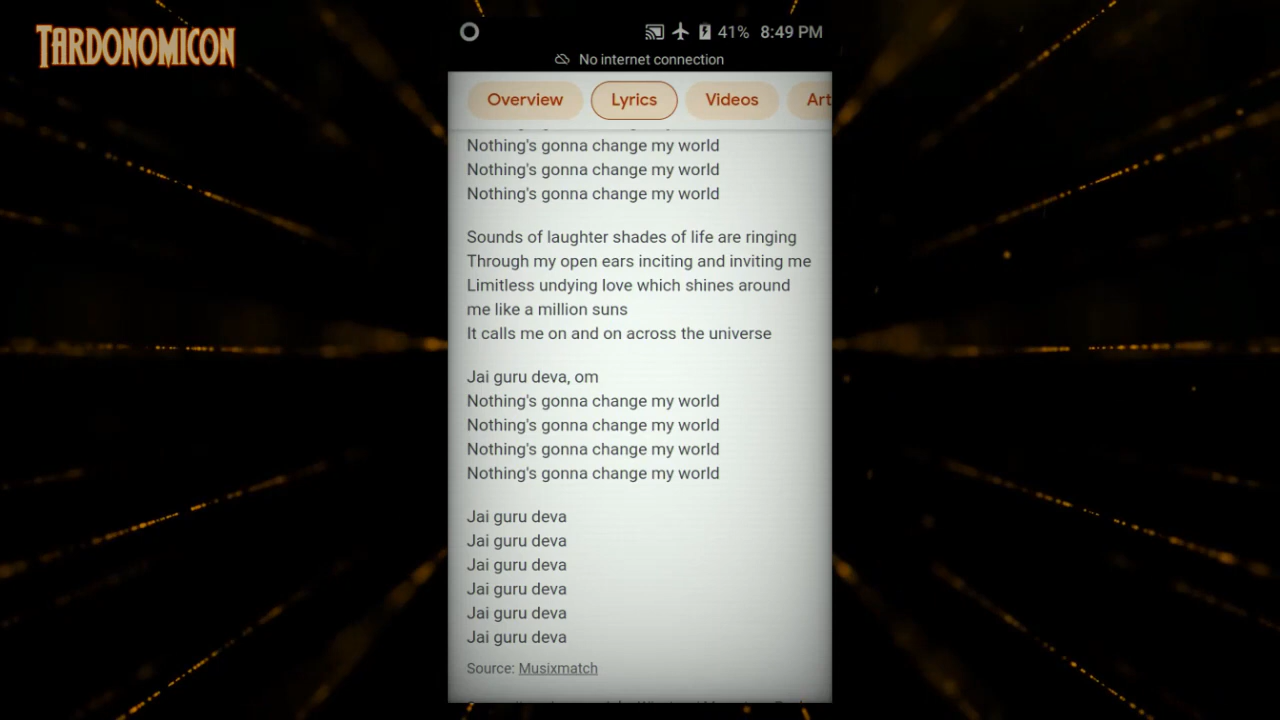 TARDONOMICON
41% 8:49 PM
No internet connection
Overview Lyrics Videos Art
Nothing's gonna change my world
Nothing's gonna change my world
Nothing's gonna change my world
Sounds of laughter shades of life are ringing
Through my open ears inciting and inviting me
Limitless undying love which shines around
me like a million suns
It calls me on and on across the universe
Jai guru deva, om
Nothing's gonna change my world
Nothing's gonna change my world
Nothing's gonna change my world
Nothing's gonna change my world
Jai guru deva
Jai guru deva
Jai guru deva
Jai guru deva
Jai guru deva
Jai guru deva
Source: Musixmatch